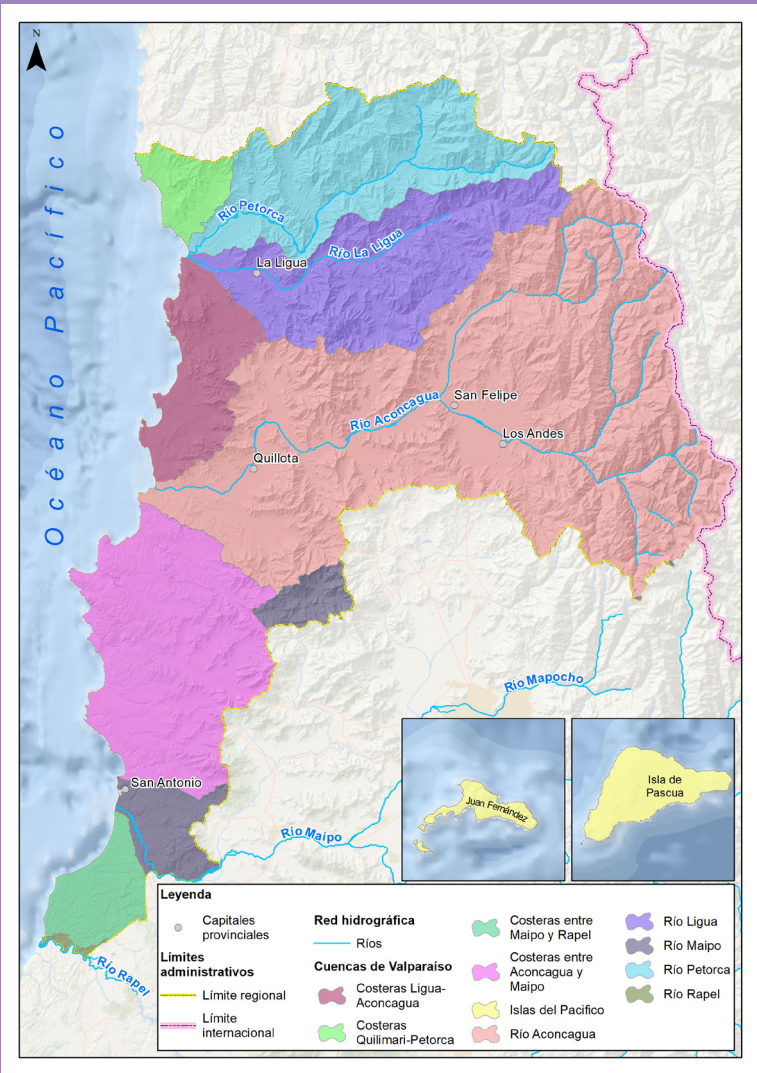 N
Océano Pacífico
Río Petorca
Río La Ligua
La Ligua
Río Aconcagua
San Felipe
Los Andes
Quillota
Río Mapocho
San Antonio
Río Maipo
Río Rapel
Juan Fernández
Isla de
Pascua
Leyenda
Capitales
provinciales
Límites
administrativos
Límite regional
Límite
internacional
Red hidrográfica
Ríos
Cuencas de Valparaíso
Costeras Ligua-
Aconcagua
Costeras
Quilimari-Petorca
Costeras entre
Maipo y Rapel
Costeras entre
Aconcagua y
Maipo
Islas del Pacifico
Río Aconcagua
Río Ligua
Río Maipo
Río Petorca
Río Rapel